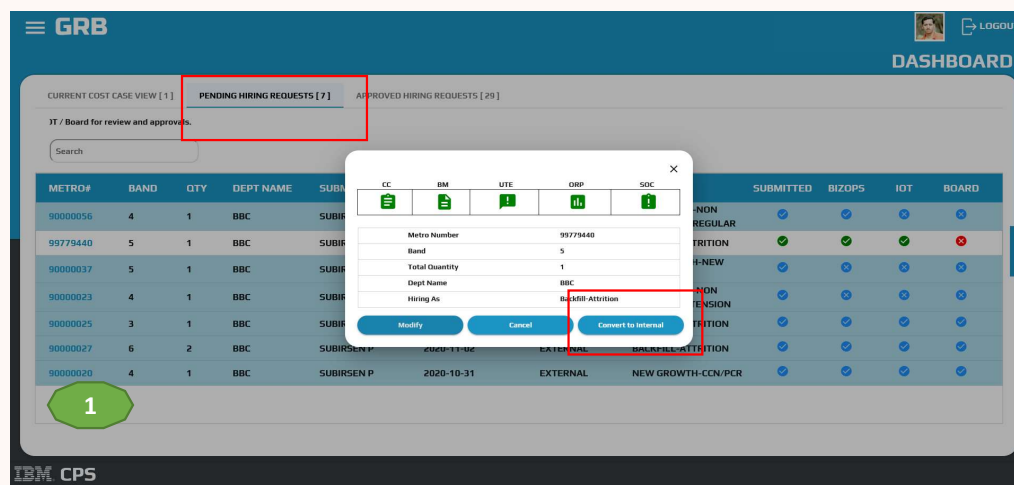 GRB
LOGOU
DASHBOARD
CURRENT COST CASE VIEW [ 1 ] PENDING HIRING REQUESTS [ 7 ] APPROVED HIRING REQUESTS [ 29 ]
OT / Board for review and approvals.
Search
METRO# BAND QTY DEPT NAME SUBM SUBMITTED BIZOPS IOT BOARD
90000056 4 1 BBC SUBIR -NON
REGULAR
99779440 5 1 BBC SUBIR TRITION
90000037 5 1 BBC SUBIR H-NEW
90000023 4 1 BBC SUBIR -NON
TENSION
90000025 3 1 BBC SUBIR TRITION
90000027 6 2 BBC SUBIRSEN P 2020-11-02 EXTERNAL BACKFILL-ATTRITION
90000020 4 1 BBC SUBIRSEN P 2020-10-31 EXTERNAL NEW GROWTH-CCN/PCR
CC BM UTE ORP SOC
Metro Number 99779440
Band 5
Total Quantity 1
Dept Name BBC
Hiring As Backfill-Attrition
Modify Cancel Convert to Internal
1
IBM. CPS